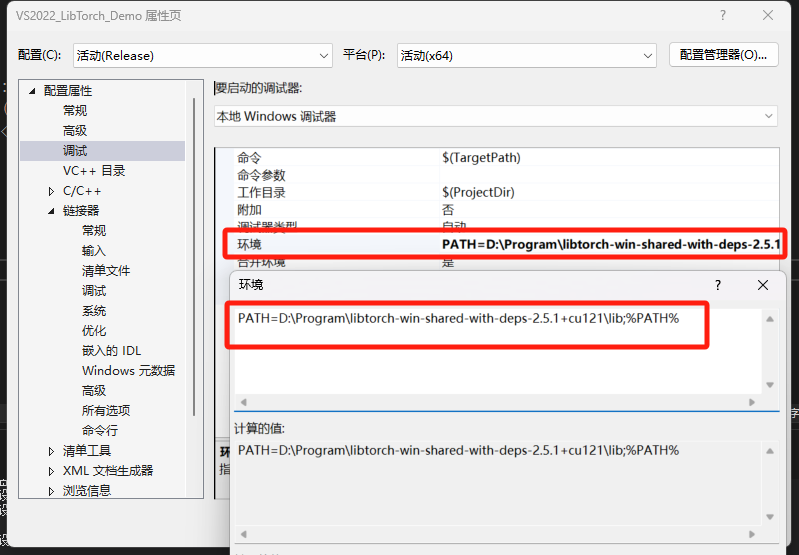 VS2022_LibTorch_Demo 属性页
?
配置(C): 活动(Release) 平台(P): 活动(x64) 配置管理器(O)...
配置属性
常规
高级
调试
VC++ 目录
C/C++
链接器
常规
输入
清单文件
调试
系统
优化
嵌入的 IDL
Windows 元数据
高级
所有选项
命令行
清单工具
XML 文档生成器
浏览信息
要启动的调试器:
本地 Windows 调试器
命令 $(TargetPath)
命令参数
工作目录 $(ProjectDir)
附加 否
调试器类型 自动
环境 PATH=D:\Program\libtorch-win-shared-with-deps-2.5.1
合并环境 是
环境 ?
PATH=D:\Program\libtorch-win-shared-with-deps-2.5.1+cu121\lib;%PATH%
计算的值:
PATH=D:\Program\libtorch-win-shared-with-deps-2.5.1+cu121\lib;%PATH%